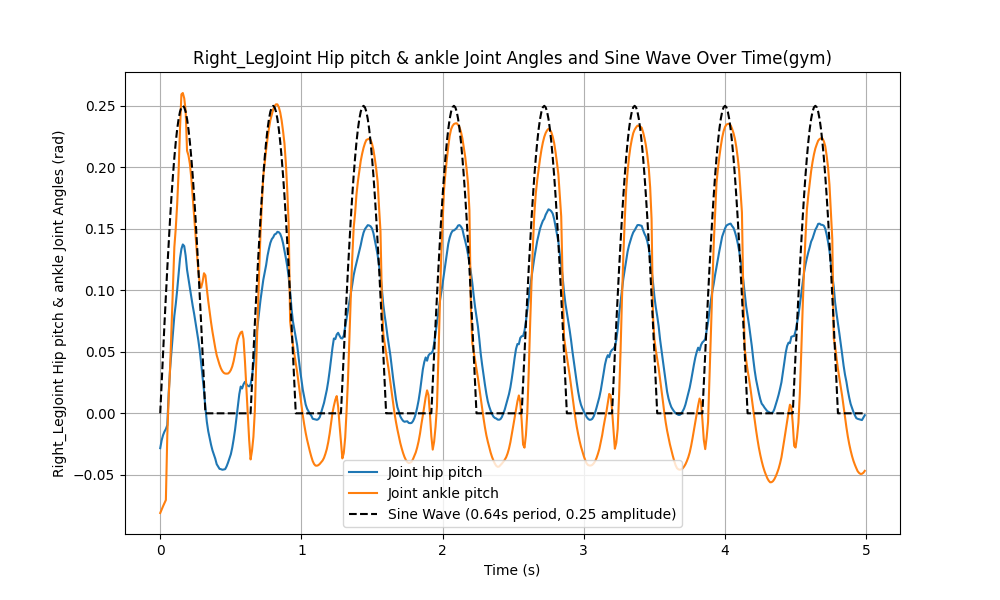 Right_LegJoint Hip pitch & ankle Joint Angles and Sine Wave Over Time(gym)
Right_LegJoint Hip pitch & ankle Joint Angles (rad)
0.25
0.20
0.15
0.10
0.05
0.00
−0.05
Joint hip pitch
Joint ankle pitch
Sine Wave (0.64s period, 0.25 amplitude)
0 1 2 3 4 5
Time (s)